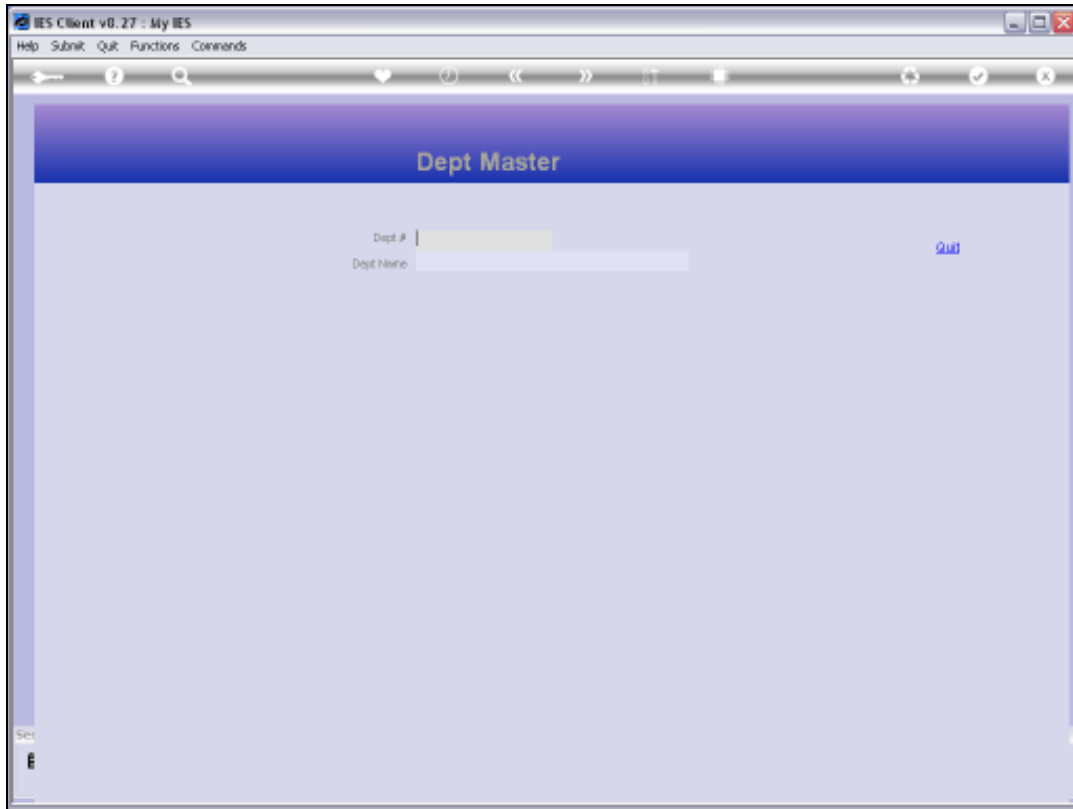 IES Client v8.27 : My IES
Help Submit Quit Functions Commands
Dept Master
Dept #
Quit
Dept Name